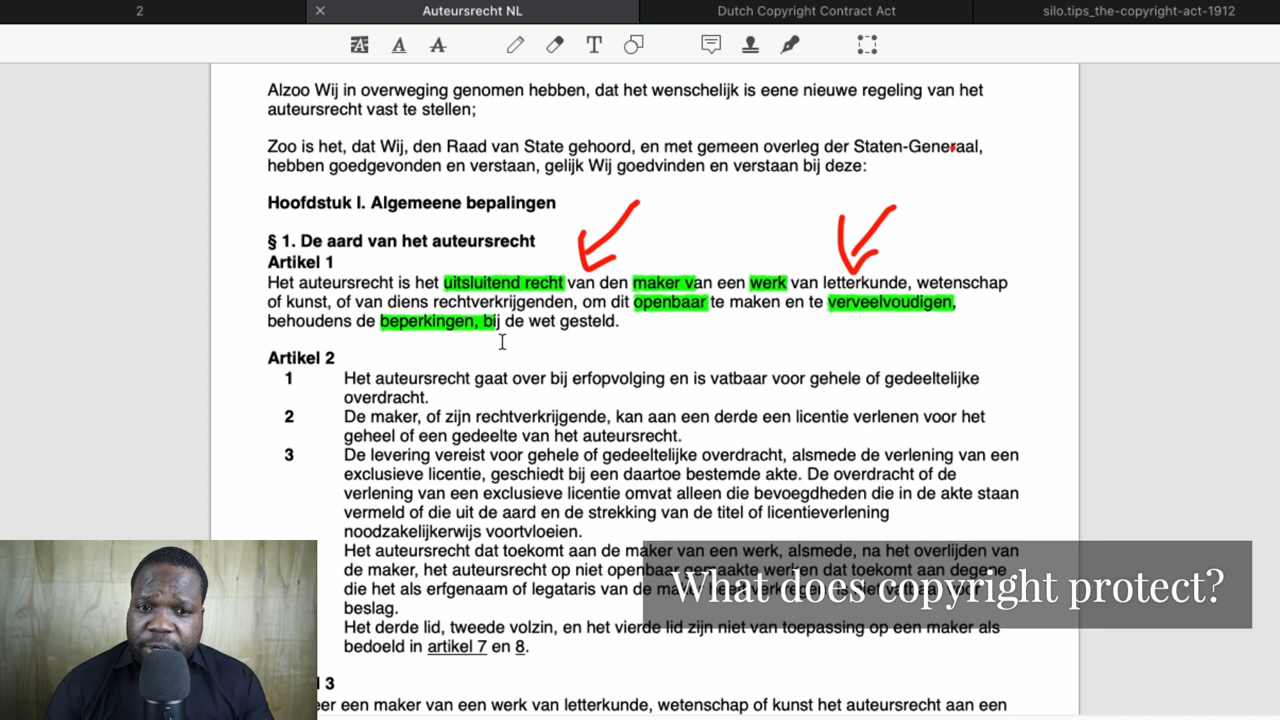 2
Auteursrecht NL
Dutch Copyright Contract Act
silo.tips_the-copyright-act-1912
Alzoo Wij in overweging genomen hebben, dat het wenschelijk is eene nieuwe regeling van het
auteursrecht vast te stellen;
Zoo is het, dat Wij, den Raad van State gehoord, en met gemeen overleg der Staten-Generaal,
hebben goedgevonden en verstaan, gelijk Wij goedvinden en verstaan bij deze:
Hoofdstuk I. Algemeene bepalingen
§ 1. De aard van het auteursrecht
Artikel 1
Het auteursrecht is het uitsluitend recht van den maker van een werk van letterkunde, wetenschap
of kunst, of van diens rechtverkrijgenden, om dit openbaar te maken en te verveelvoudigen,
behoudens de beperkingen, bij de wet gesteld.
Artikel 2
1 Het auteursrecht gaat over bij erfopvolging en is vatbaar voor gehele of gedeeltelijke
overdracht.
2 De maker, of zijn rechtverkrijgende, kan aan een derde een licentie verlenen voor het
geheel of een gedeelte van het auteursrecht.
3 De levering vereist voor gehele of gedeeltelijke overdracht, alsmede de verlening van een
exclusieve licentie, geschiedt bij een daartoe bestemde akte. De overdracht of de
verlening van een exclusieve licentie omvat alleen die bevoegdheden die in de akte staan
vermeld of die uit de aard en de strekking van de titel of licentieverlening
noodzakelijkerwijs voortvloeien.
Het auteursrecht dat toekomt aan de maker van een werk, alsmede, na het overlijden van
de maker, het auteursrecht op niet openbaar gemaakte werken dat toekomt aan degene
die het als erfgenaam of legataris van de maker heeft verkregen, is niet vatbaar voor
beslag.
What does copyright protect?
Het derde lid, tweede volzin, en het vierde lid zijn niet van toepassing op een maker als
bedoeld in artikel 7 en 8.
3
een maker van een werk van letterkunde, wetenschap of kunst het auteursrecht aan een